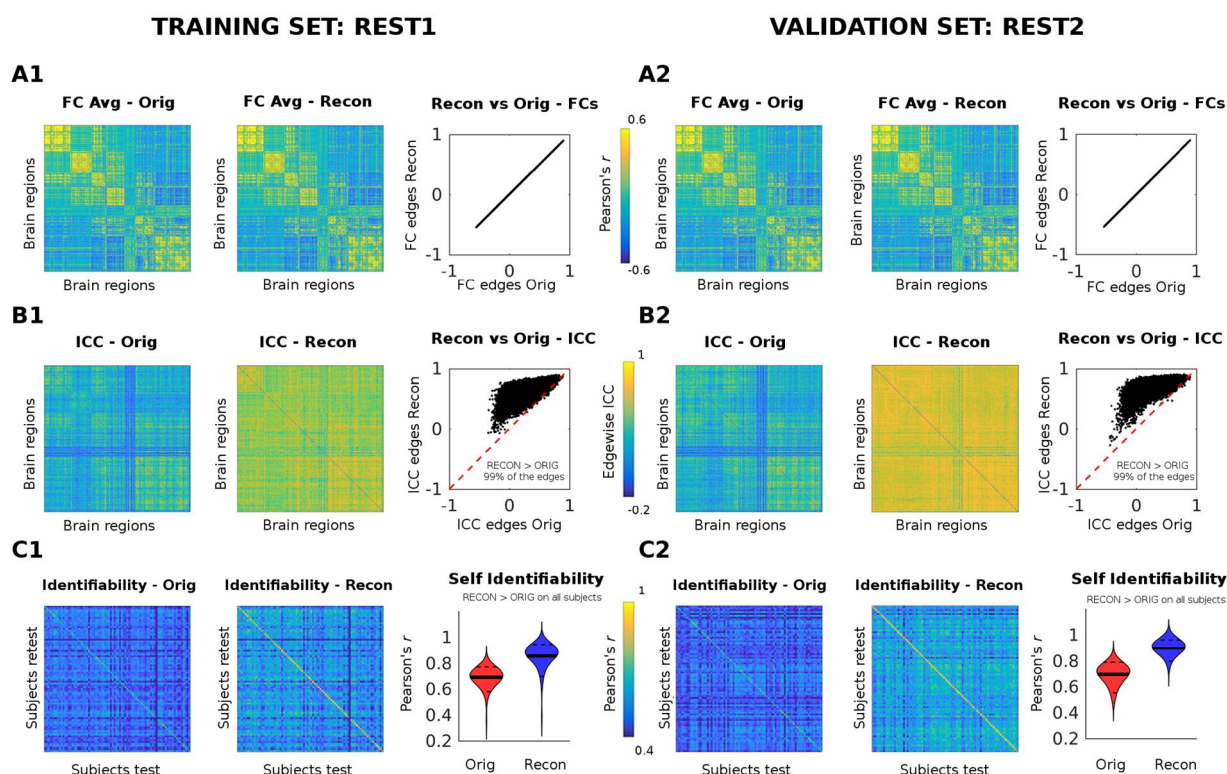 TRAINING SET: REST1
VALIDATION SET: REST2
A1
FC Avg - Orig
FC Avg - Recon
Recon vs Orig - FCs
Brain regions
Brain regions
Brain regions
Brain regions
FC edges Recon
1
0
-1
-1
0
1
FC edges Orig
0.6
Pearson's r
-0.6
A2
FC Avg - Orig
FC Avg - Recon
Recon vs Orig - FCs
Brain regions
Brain regions
Brain regions
Brain regions
FC edges Recon
1
0
-1
-1
0
1
FC edges Orig
B1
ICC - Orig
ICC - Recon
Recon vs Orig - ICC
Brain regions
Brain regions
Brain regions
Brain regions
ICC edges Recon
1
0
-1
RECON > ORIG
99% of the edges
-1
0
1
ICC edges Orig
1
Edgewise ICC
-0.2
B2
ICC - Orig
ICC - Recon
Recon vs Orig - ICC
Brain regions
Brain regions
Brain regions
Brain regions
ICC edges Recon
1
0
-1
RECON > ORIG
99% of the edges
-1
0
1
ICC edges Orig
C1
Identifiability - Orig
Identifiability - Recon
Self Identifiability
RECON > ORIG on all subjects
Subjects retest
Subjects test
Subjects retest
Subjects test
Pearson's r
1
0.8
0.6
0.4
0.2
Orig
Recon
1
Pearson's r
0.4
C2
Identifiability - Orig
Identifiability - Recon
Self Identifiability
RECON > ORIG on all subjects
Subjects retest
Subjects test
Subjects retest
Subjects test
Pearson's r
1
0.8
0.6
0.4
0.2
Orig
Recon